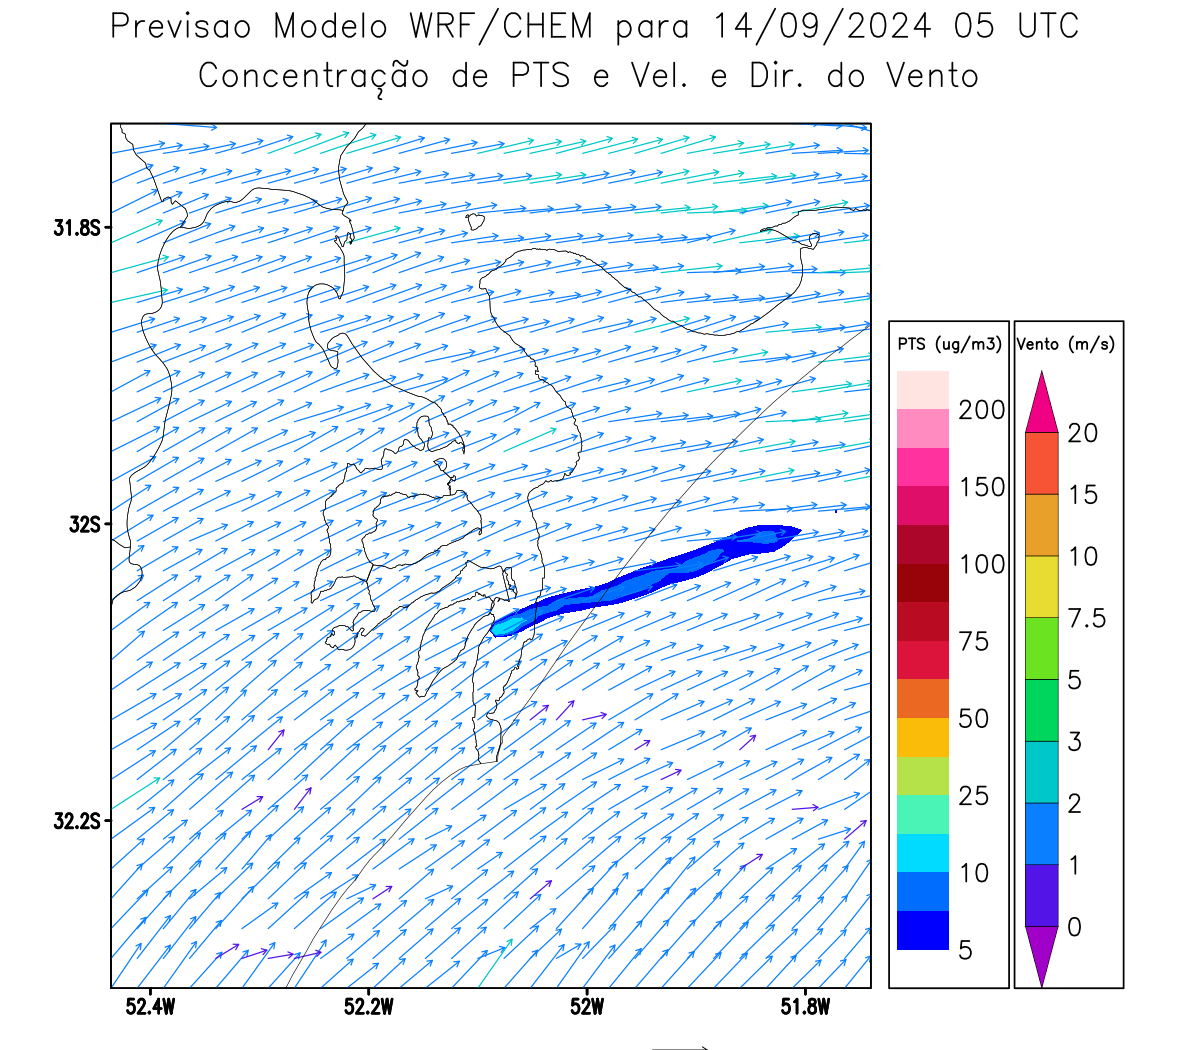 Previsao Modelo WRF/CHEM para 14/09/2024 05 UTC
Concentração de PTS e Vel. e Dir. do Vento
31.8S
32S
32.2S
52.4W
52.2W
52W
51.8W
PTS (ug/m3)
200
150
100
75
50
25
10
5
Vento (m/s)
20
15
10
7.5
5
3
2
1
0